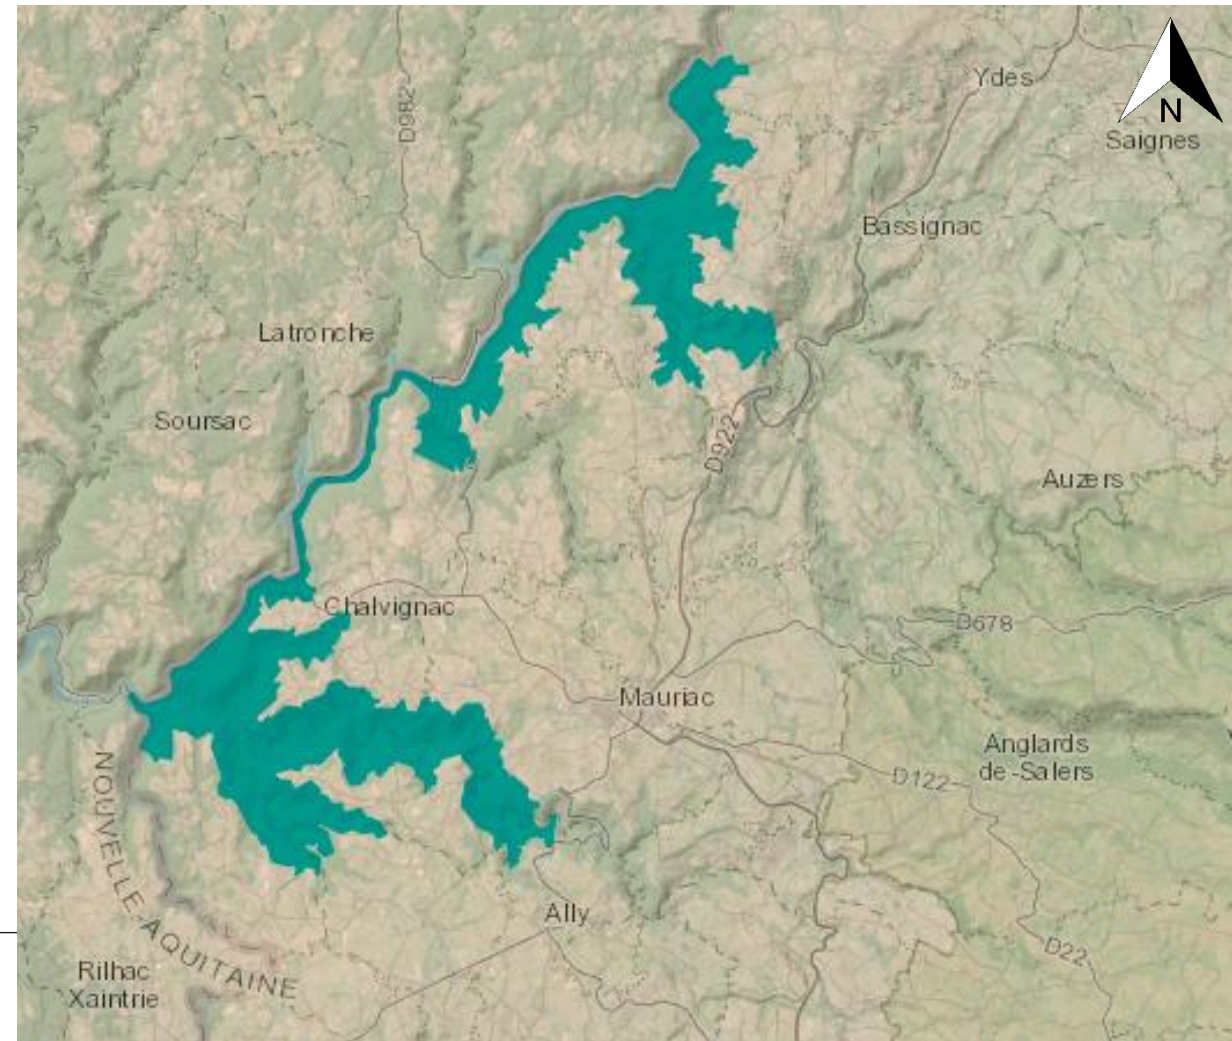 D982
Ydes
N
Saignes
Bassignac
Latronche
Soursac
D922
Auzers
Chalvignac
D678
Mauriac
Anglards
de-Salers
D122
NOUVELLE-AQUITAINE
Ally
D22
Rilhac
Xaintrie